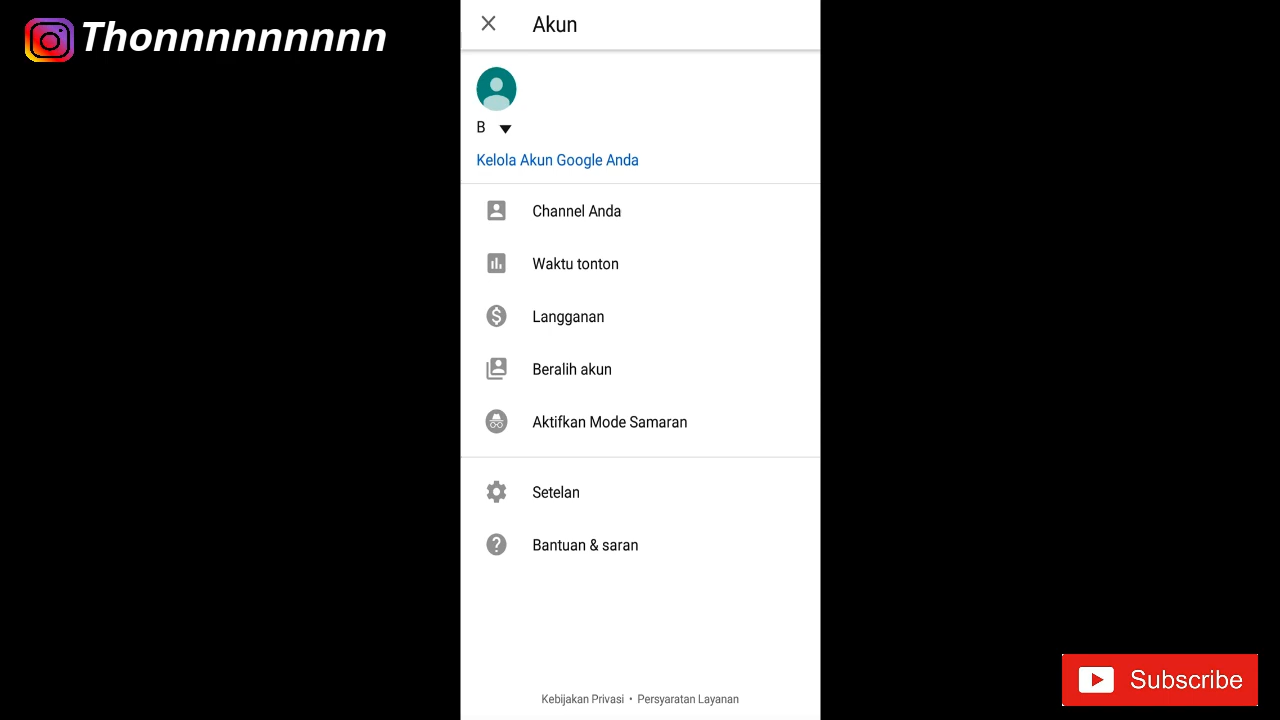 Thonnnnnnnnn
Akun
B
Kelola Akun Google Anda
Channel Anda
Waktu tonton
Langganan
Beralih akun
Aktifkan Mode Samaran
Setelan
Bantuan & saran
Kebijakan Privasi • Persyaratan Layanan
Subscribe